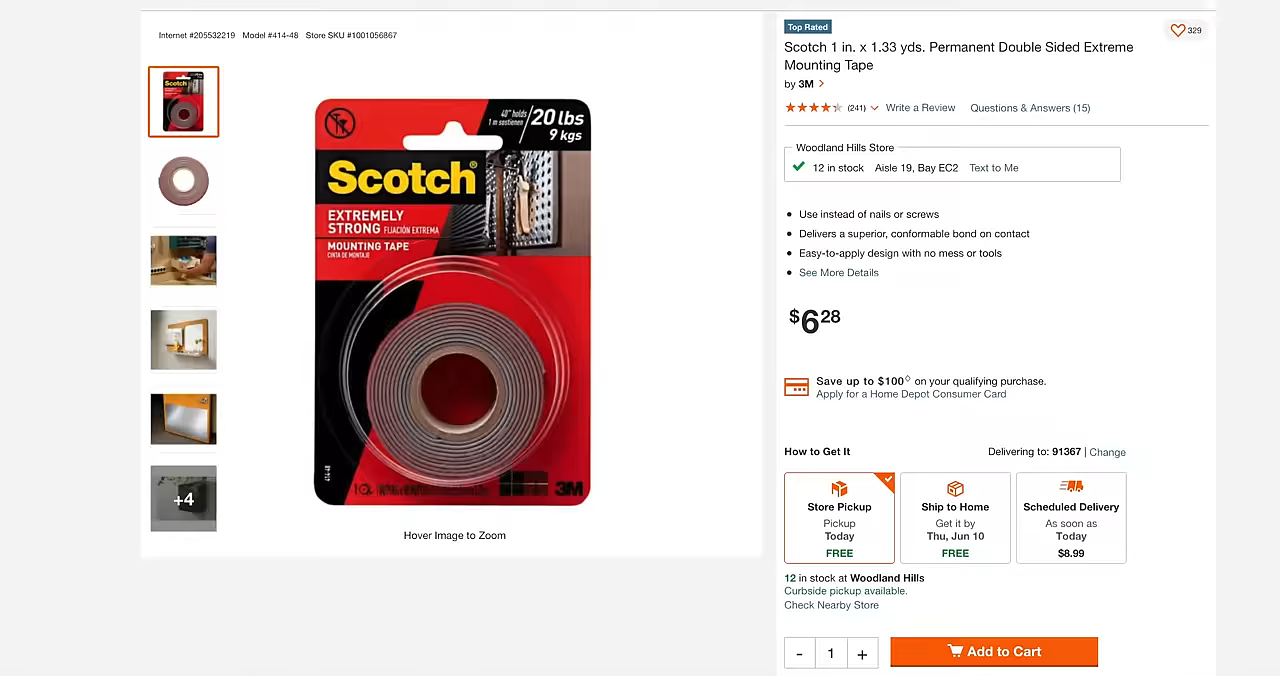 Internet #205532219 Model #414-48 Store SKU #1001056867
40" holds
1 m sostienen
20 lbs
9 kgs
Scotch®
EXTREMELY
STRONG FIJACIÓN EXTREMA
MOUNTING TAPE
CINTA DE MONTAJE
414-48
3M
+4
Hover Image to Zoom
Top Rated
329
Scotch 1 in. x 1.33 yds. Permanent Double Sided Extreme
Mounting Tape
by 3M
(241) Write a Review Questions & Answers (15)
Woodland Hills Store
12 in stock Aisle 19, Bay EC2 Text to Me
Use instead of nails or screws
Delivers a superior, conformable bond on contact
Easy-to-apply design with no mess or tools
See More Details
$6 28
Save up to $100◊ on your qualifying purchase.
Apply for a Home Depot Consumer Card
How to Get It
Delivering to: 91367 | Change
Store Pickup
Pickup
Today
FREE
Ship to Home
Get it by
Thu, Jun 10
FREE
Scheduled Delivery
As soon as
Today
$8.99
12 in stock at Woodland Hills
Curbside pickup available.
Check Nearby Store
- 1 +
Add to Cart